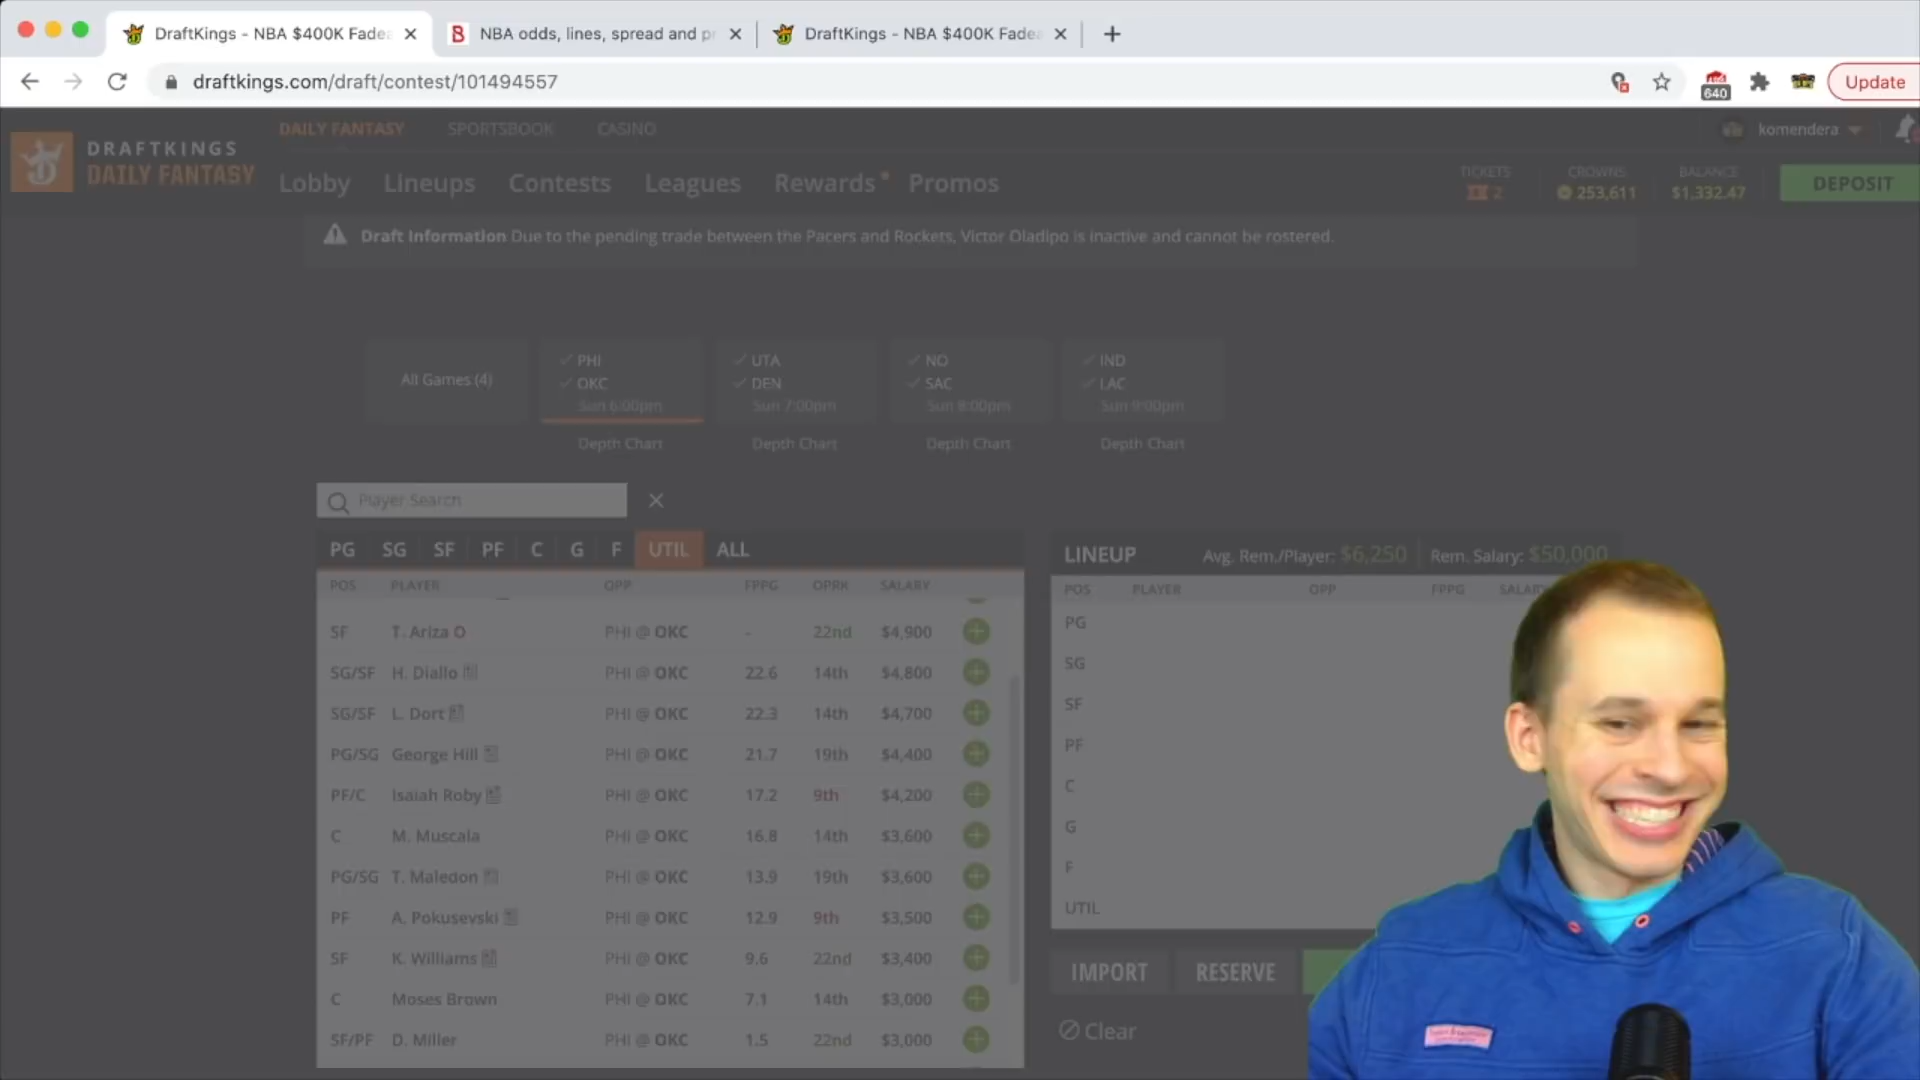 DraftKings - NBA $400K Fadea
NBA odds, lines, spread and p
DraftKings - NBA $400K Fadea
draftkings.com/draft/contest/101494557
640
Update
DAILY FANTASY SPORTSBOOK CASINO
komendera
DRAFTKINGS
DAILY FANTASY
Lobby Lineups Contests Leagues Rewards Promos
TICKETS
2
CROWNS
253,611
BALANCE
$1,332.47
DEPOSIT
Draft Information Due to the pending trade between the Pacers and Rockets, Victor Oladipo is inactive and cannot be rostered.
All Games (4)
PHI
OKC
Sun 6:00pm
Depth Chart
UTA
DEN
Sun 7:00pm
Depth Chart
NO
SAC
Sun 8:00pm
Depth Chart
IND
LAC
Sun 9:00pm
Depth Chart
Player Search
PG SG SF PF C G F UTIL ALL
POS PLAYER OPP FPPG OPRK SALARY
SF T. Ariza O PHI @ OKC - 22nd $4,900
SG/SF H. Diallo PHI @ OKC 22.6 14th $4,800
SG/SF L. Dort PHI @ OKC 22.3 14th $4,700
PG/SG George Hill PHI @ OKC 21.7 19th $4,400
PF/C Isaiah Roby PHI @ OKC 17.2 9th $4,200
C M. Muscala PHI @ OKC 16.8 14th $3,600
PG/SG T. Maledon PHI @ OKC 13.9 19th $3,600
PF A. Pokusevski PHI @ OKC 12.9 9th $3,500
SF K. Williams PHI @ OKC 9.6 22nd $3,400
C Moses Brown PHI @ OKC 7.1 14th $3,000
SF/PF D. Miller PHI @ OKC 1.5 22nd $3,000
LINEUP Avg. Rem./Player: $6,250 Rem. Salary: $50,000
POS PLAYER OPP FPPG SALARY
PG
SG
SF
PF
C
G
F
UTIL
IMPORT RESERVE
Clear